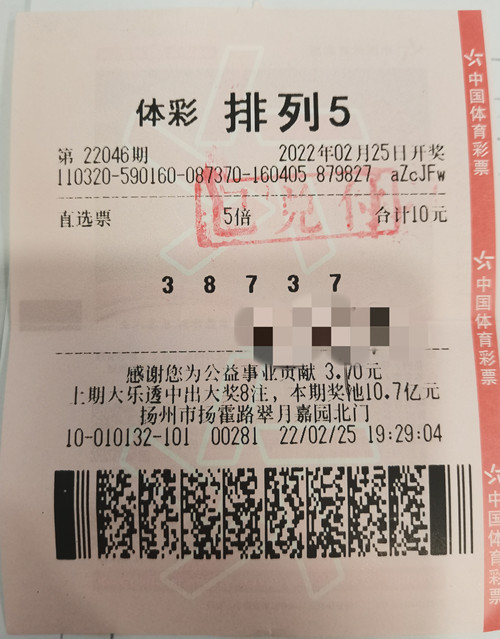 体彩 排列5
第 22046期 2022年02月25日开奖
110320-590160-087370-160405 879827 aZcJFw
直选票 5倍 合计10元
已兑付
3 8 7 3 7
感谢您为公益事业贡献 3.70元
上期大乐透中出大奖8注，本期奖池10.7亿元
扬州市扬霍路翠月嘉园北门
10-010132-101 00281 22/02/25 19:29:04
中国体育彩票
中国体育彩票
中国体育彩票